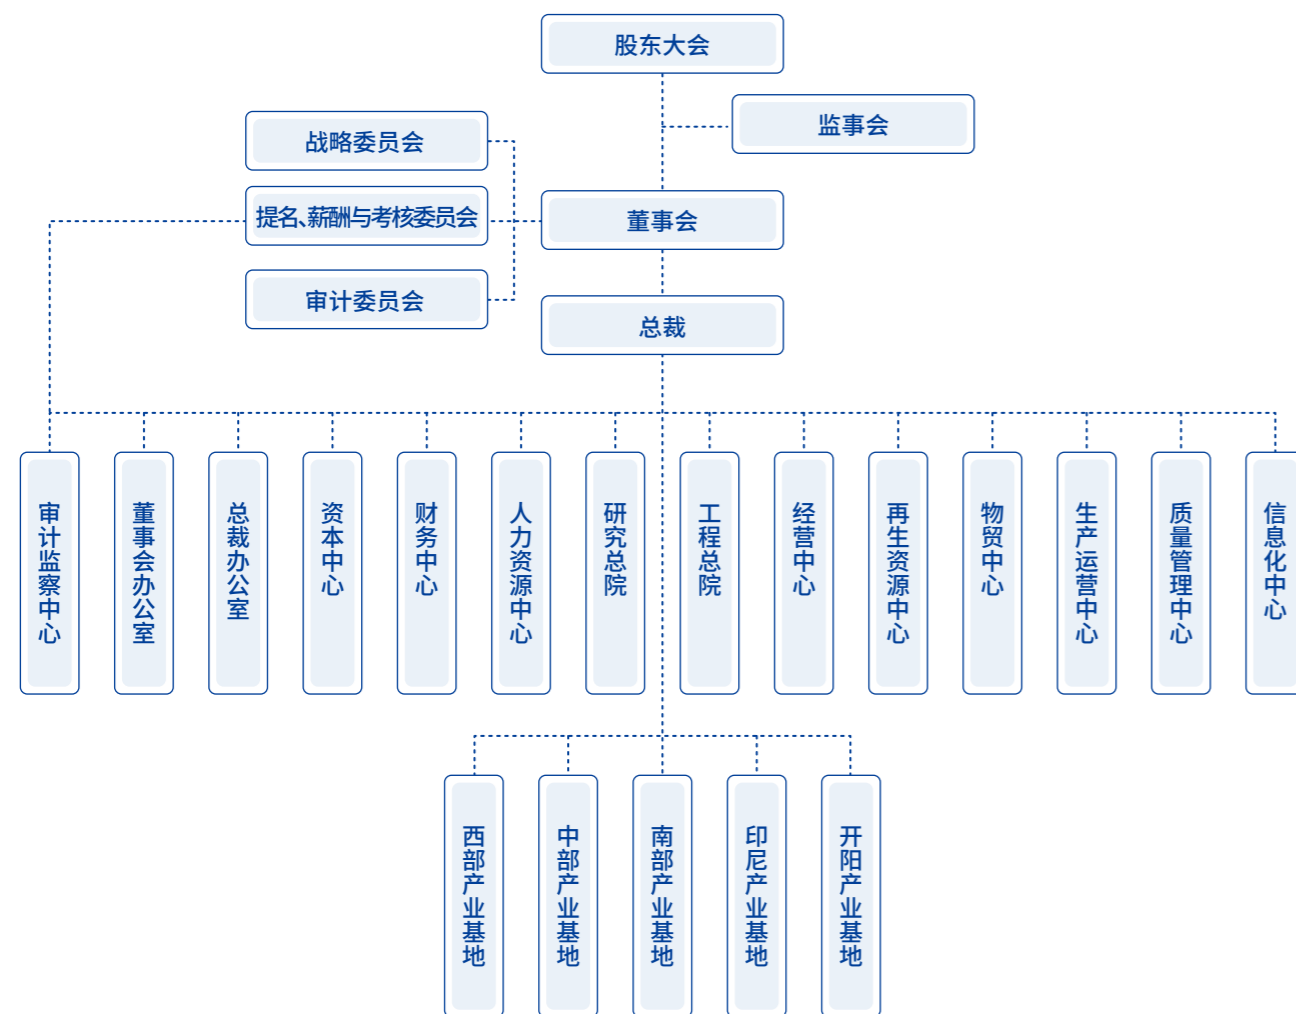 股东大会
监事会
战略委员会
提名、薪酬与考核委员会
董事会
审计委员会
总裁
审计监察中心
董事会办公室
总裁办公室
资本中心
财务中心
人力资源中心
研究总院
工程总院
经营中心
再生资源中心
物贸中心
生产运营中心
质量管理中心
信息化中心
西部产业基地
中部产业基地
南部产业基地
印尼产业基地
开阳产业基地